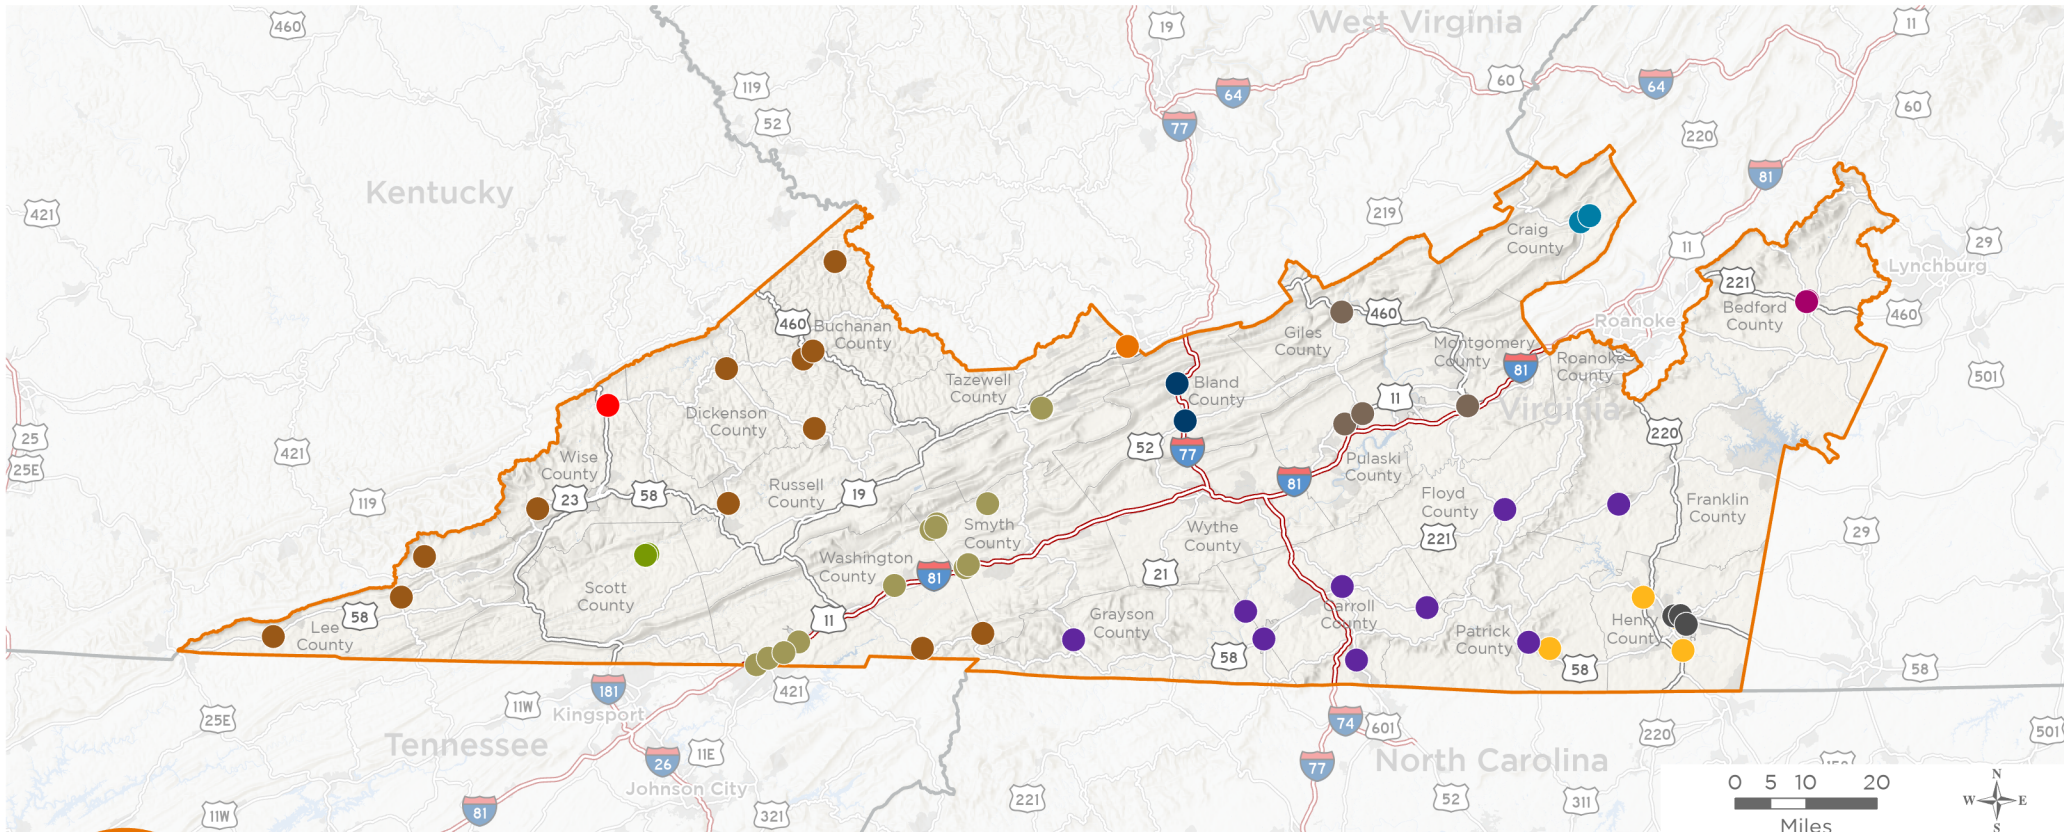 460
19
West Virginia
11
119
64
60
64
60
52
77
220
81
Kentucky
421
219
Craig
County
11
29
Lynchburg
221
Bedford
County
460
460
Buchanan
County
460
Giles
County
Montgomery
County
Roanoke
81
Roanoke
County
501
Tazewell
County
Bland
County
11
Virginia
Dickenson
County
25
25E
421
52
77
220
Wise
County
23
58
Russell
County
19
81
Pulaski
County
119
Floyd
County
Franklin
County
221
29
Smyth
County
Wythe
County
Washington
County
81
21
Scott
County
58
11
Lee
County
Grayson
County
Carroll
County
58
Patrick
County
58
Henry
County
58
181
421
11W
Kingsport
25E
74
601
220
501
Tennessee
11E
26
77
North Carolina
Johnson City
0 5 10 20
Miles
N
W E
S
81
11W
321
221
52
311